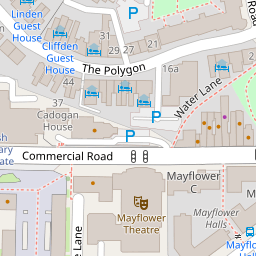 Linden
Guest House
P
Cliffden
Guest
House
31
29
27
21
The Polygon
16a
44
37
Cadogan
House
Water Lane
P
P
Commercial Road
Mayflower
C
Mayflower
Halls
Mayflower
Theatre
Lane